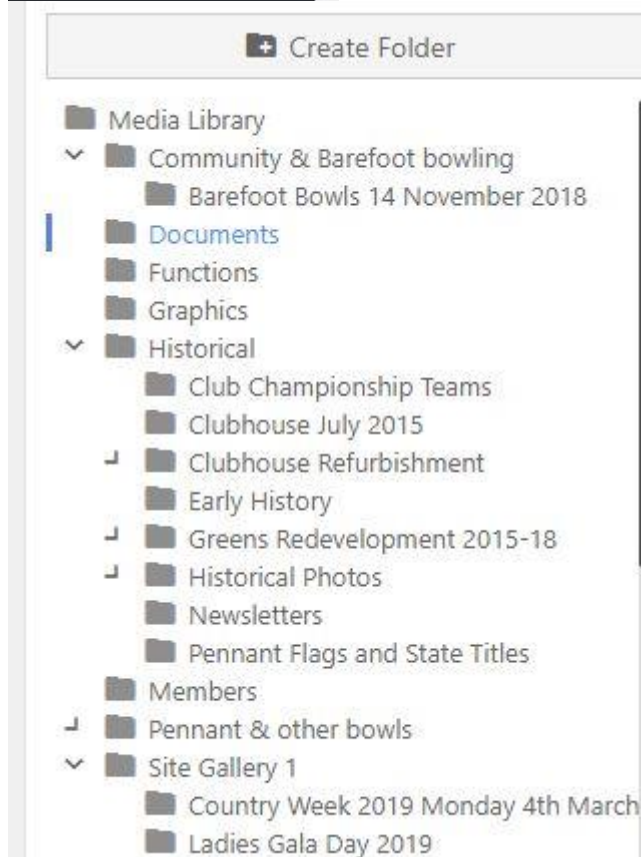 Create Folder
Media Library
Community & Barefoot bowling
Barefoot Bowls 14 November 2018
Documents
Functions
Graphics
Historical
Club Championship Teams
Clubhouse July 2015
Clubhouse Refurbishment
Early History
Greens Redevelopment 2015-18
Historical Photos
Newsletters
Pennant Flags and State Titles
Members
Pennant & other bowls
Site Gallery 1
Country Week 2019 Monday 4th March
Ladies Gala Day 2019